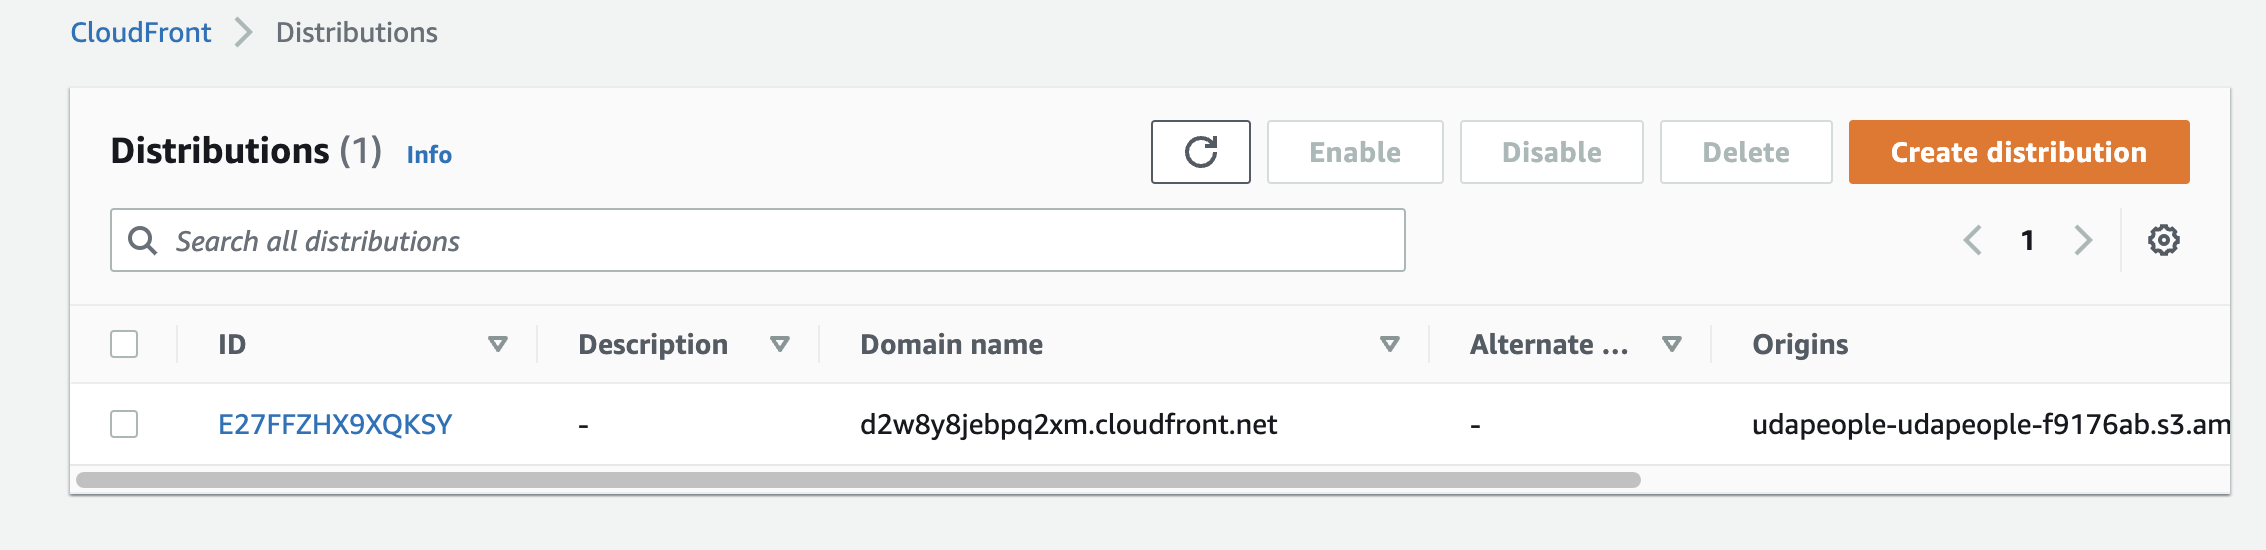 CloudFront > Distributions
Distributions (1) Info
Enable Disable Delete Create distribution
Search all distributions
1
ID Description Domain name Alternate ... Origins
E27FFZHX9XQKSY - d2w8y8jebpq2xm.cloudfront.net - udapeople-udapeople-f9176ab.s3.am